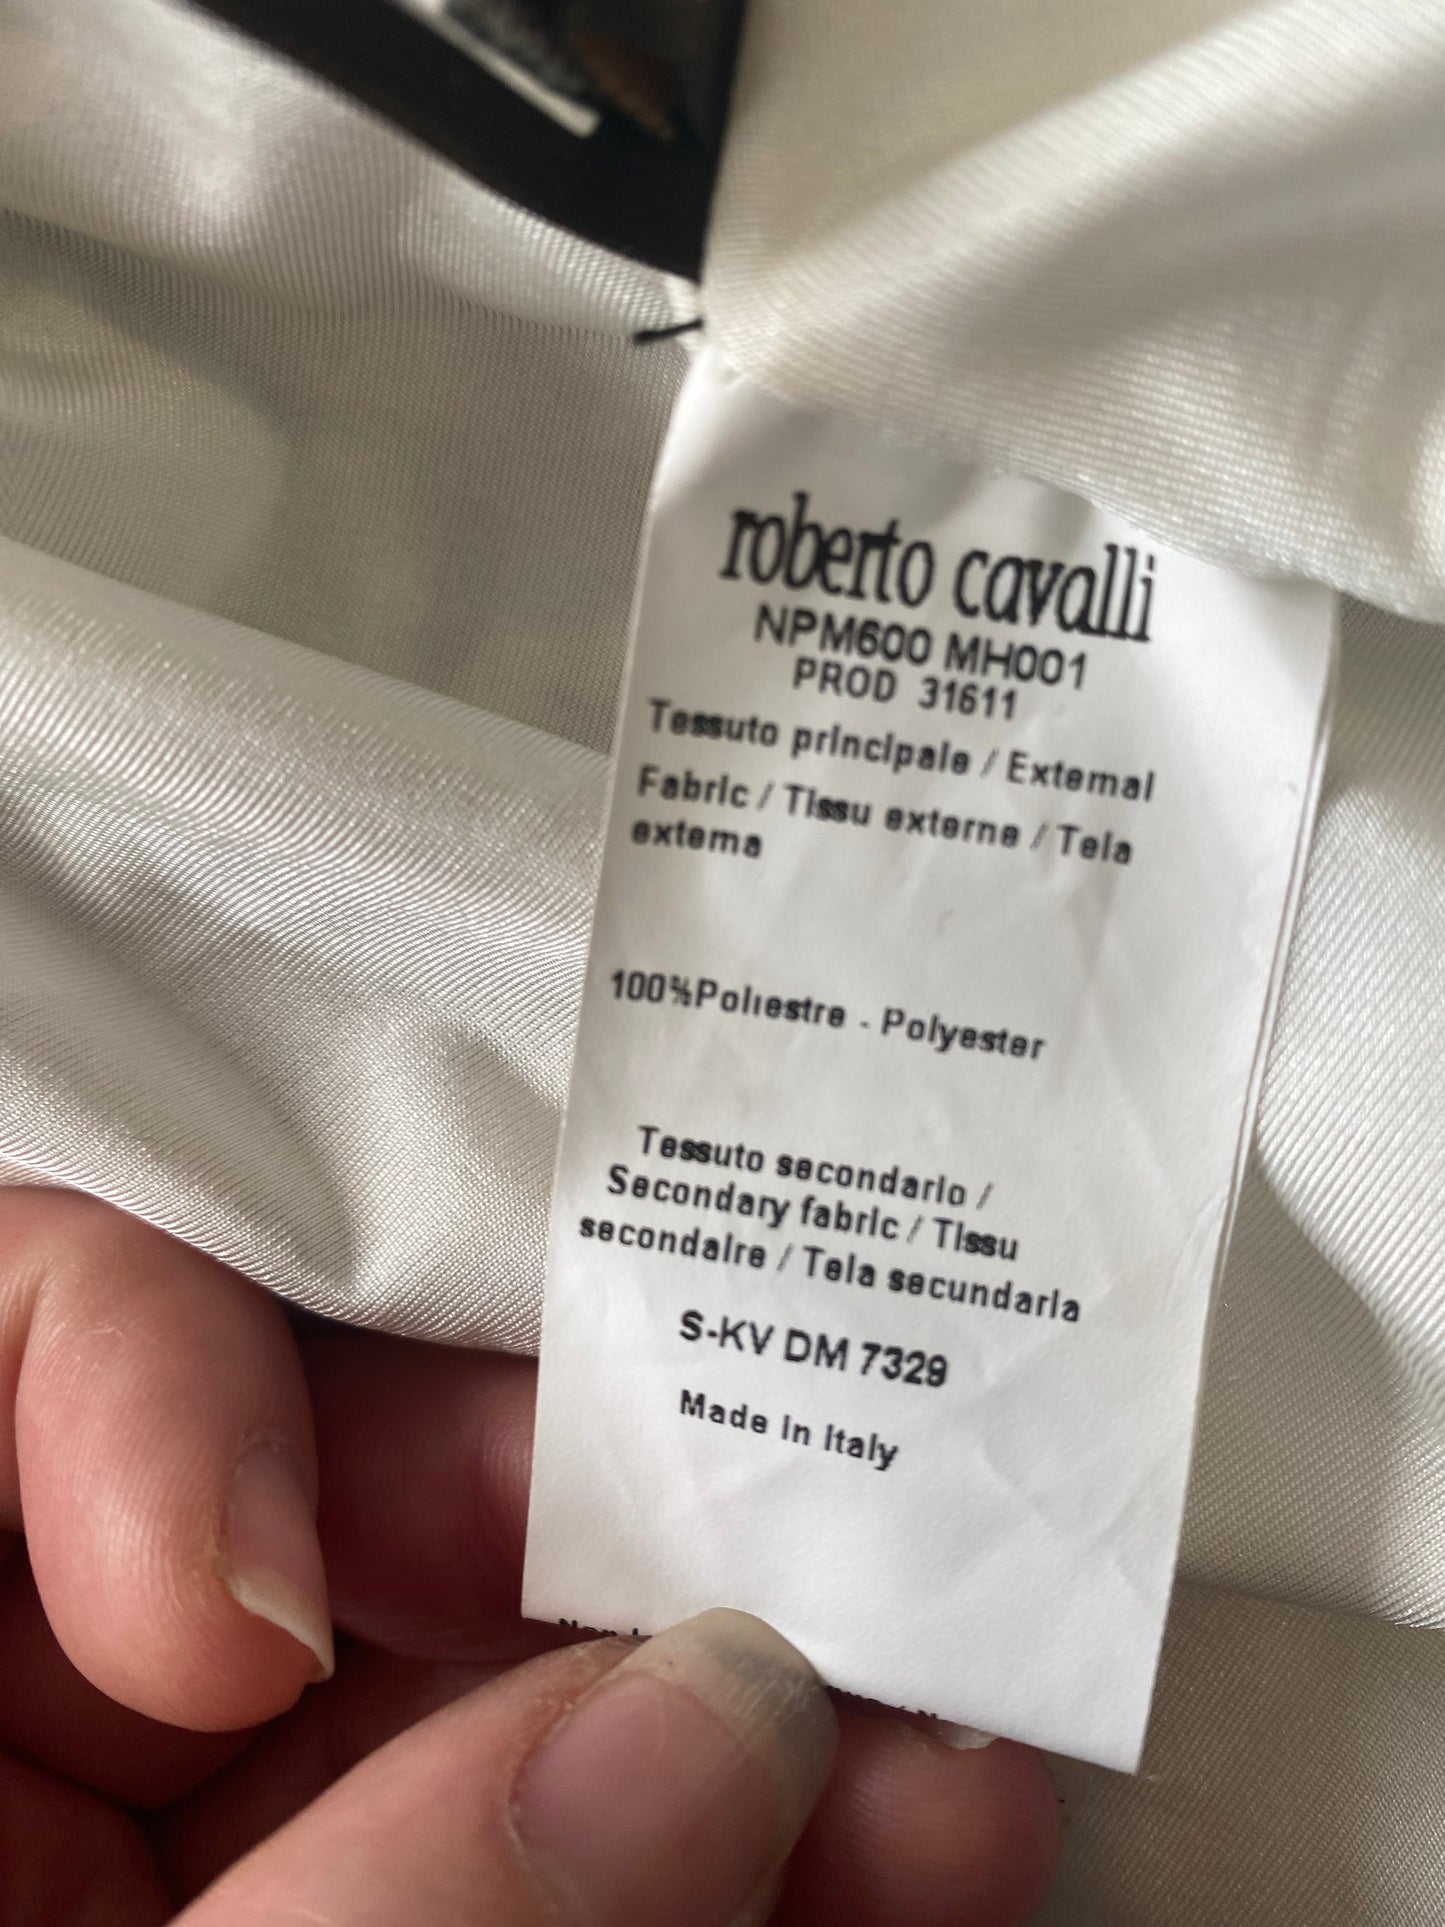 roberto cavalli
NPM600 MH001
PROD 31611
Tessuto principale / External
Fabric / Tissu externe / Tela
externa
100%Poliestre - Polyester
Tessuto secondario /
Secondary fabric / Tissu
secondaire / Tela secundaria
S-KV DM 7329
Made in Italy